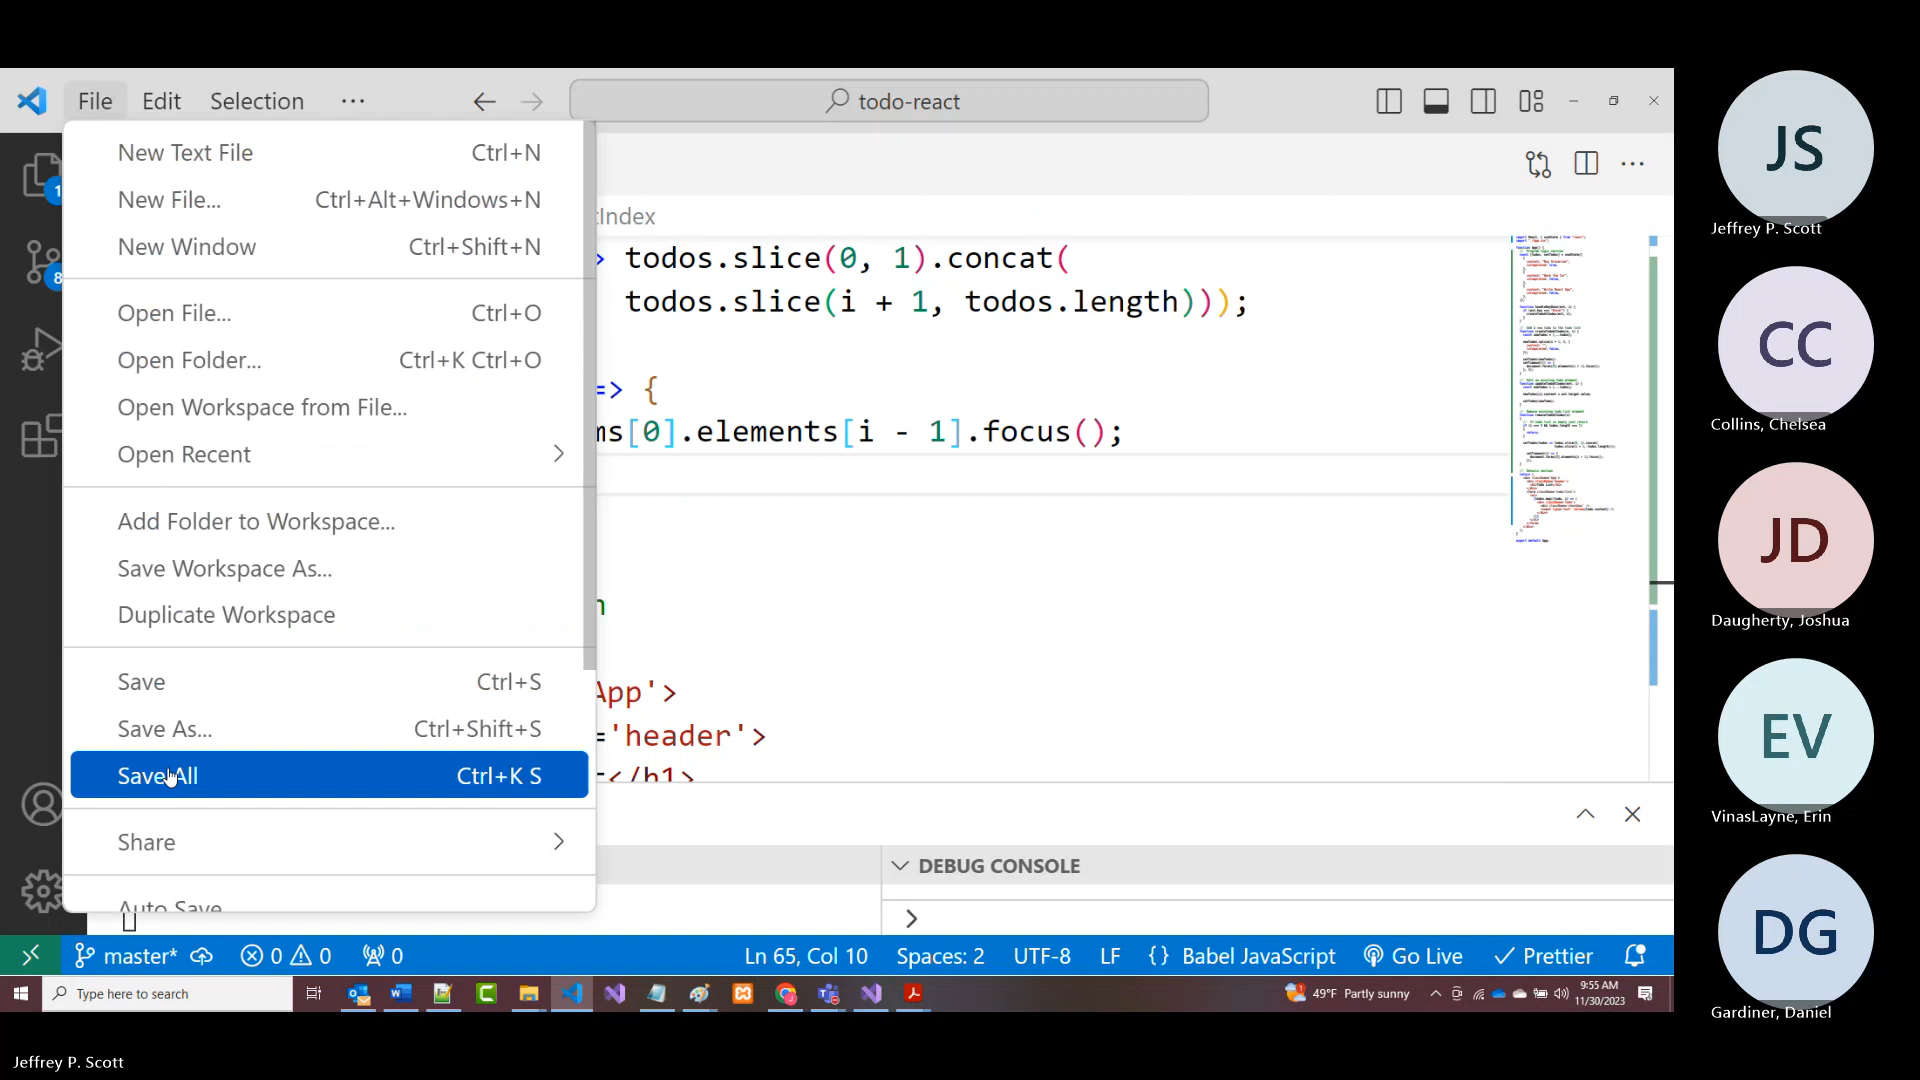 File Edit Selection ···
todo-react
New Text File Ctrl+N
New File... Ctrl+Alt+Windows+N
New Window Ctrl+Shift+N
Open File... Ctrl+O
Open Folder... Ctrl+K Ctrl+O
Open Workspace from File...
Open Recent
Add Folder to Workspace...
Save Workspace As...
Duplicate Workspace
Save Ctrl+S
Save As... Ctrl+Shift+S
Save All Ctrl+K S
Share
Auto Save
1
8
tIndex
> todos.slice(0, 1).concat(
todos.slice(i + 1, todos.length)));
=> {
ms[0].elements[i - 1].focus();
n
App'>
='header'>
t</h1>
DEBUG CONSOLE
master* 0 0 0
Ln 65, Col 10 Spaces: 2 UTF-8 LF {} Babel JavaScript Go Live Prettier
Type here to search
49°F Partly sunny
9:55 AM
11/30/2023
JS
Jeffrey P. Scott
CC
Collins, Chelsea
JD
Daugherty, Joshua
EV
VinasLayne, Erin
DG
Gardiner, Daniel
Jeffrey P. Scott